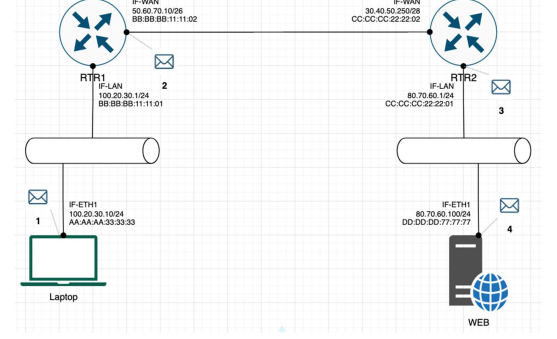 IF-WAN
50.60.70.10/26
BB:BB:BB:11:11:02
IF-WAN
30.40.50.250/28
CC:CC:CC:22:22:02
2
RTR1
IF-LAN
100.20.30.1/24
BB:BB:BB:11:11:01
RTR2
IF-LAN
80.70.60.1/24
CC:CC:CC:22:22:01
3
1
IF-ETH1
100.20.30.10/24
AA:AA:AA:33:33:33
IF-ETH1
80.70.60.100/24
DD:DD:DD:77:77:77
4
Laptop
WEB